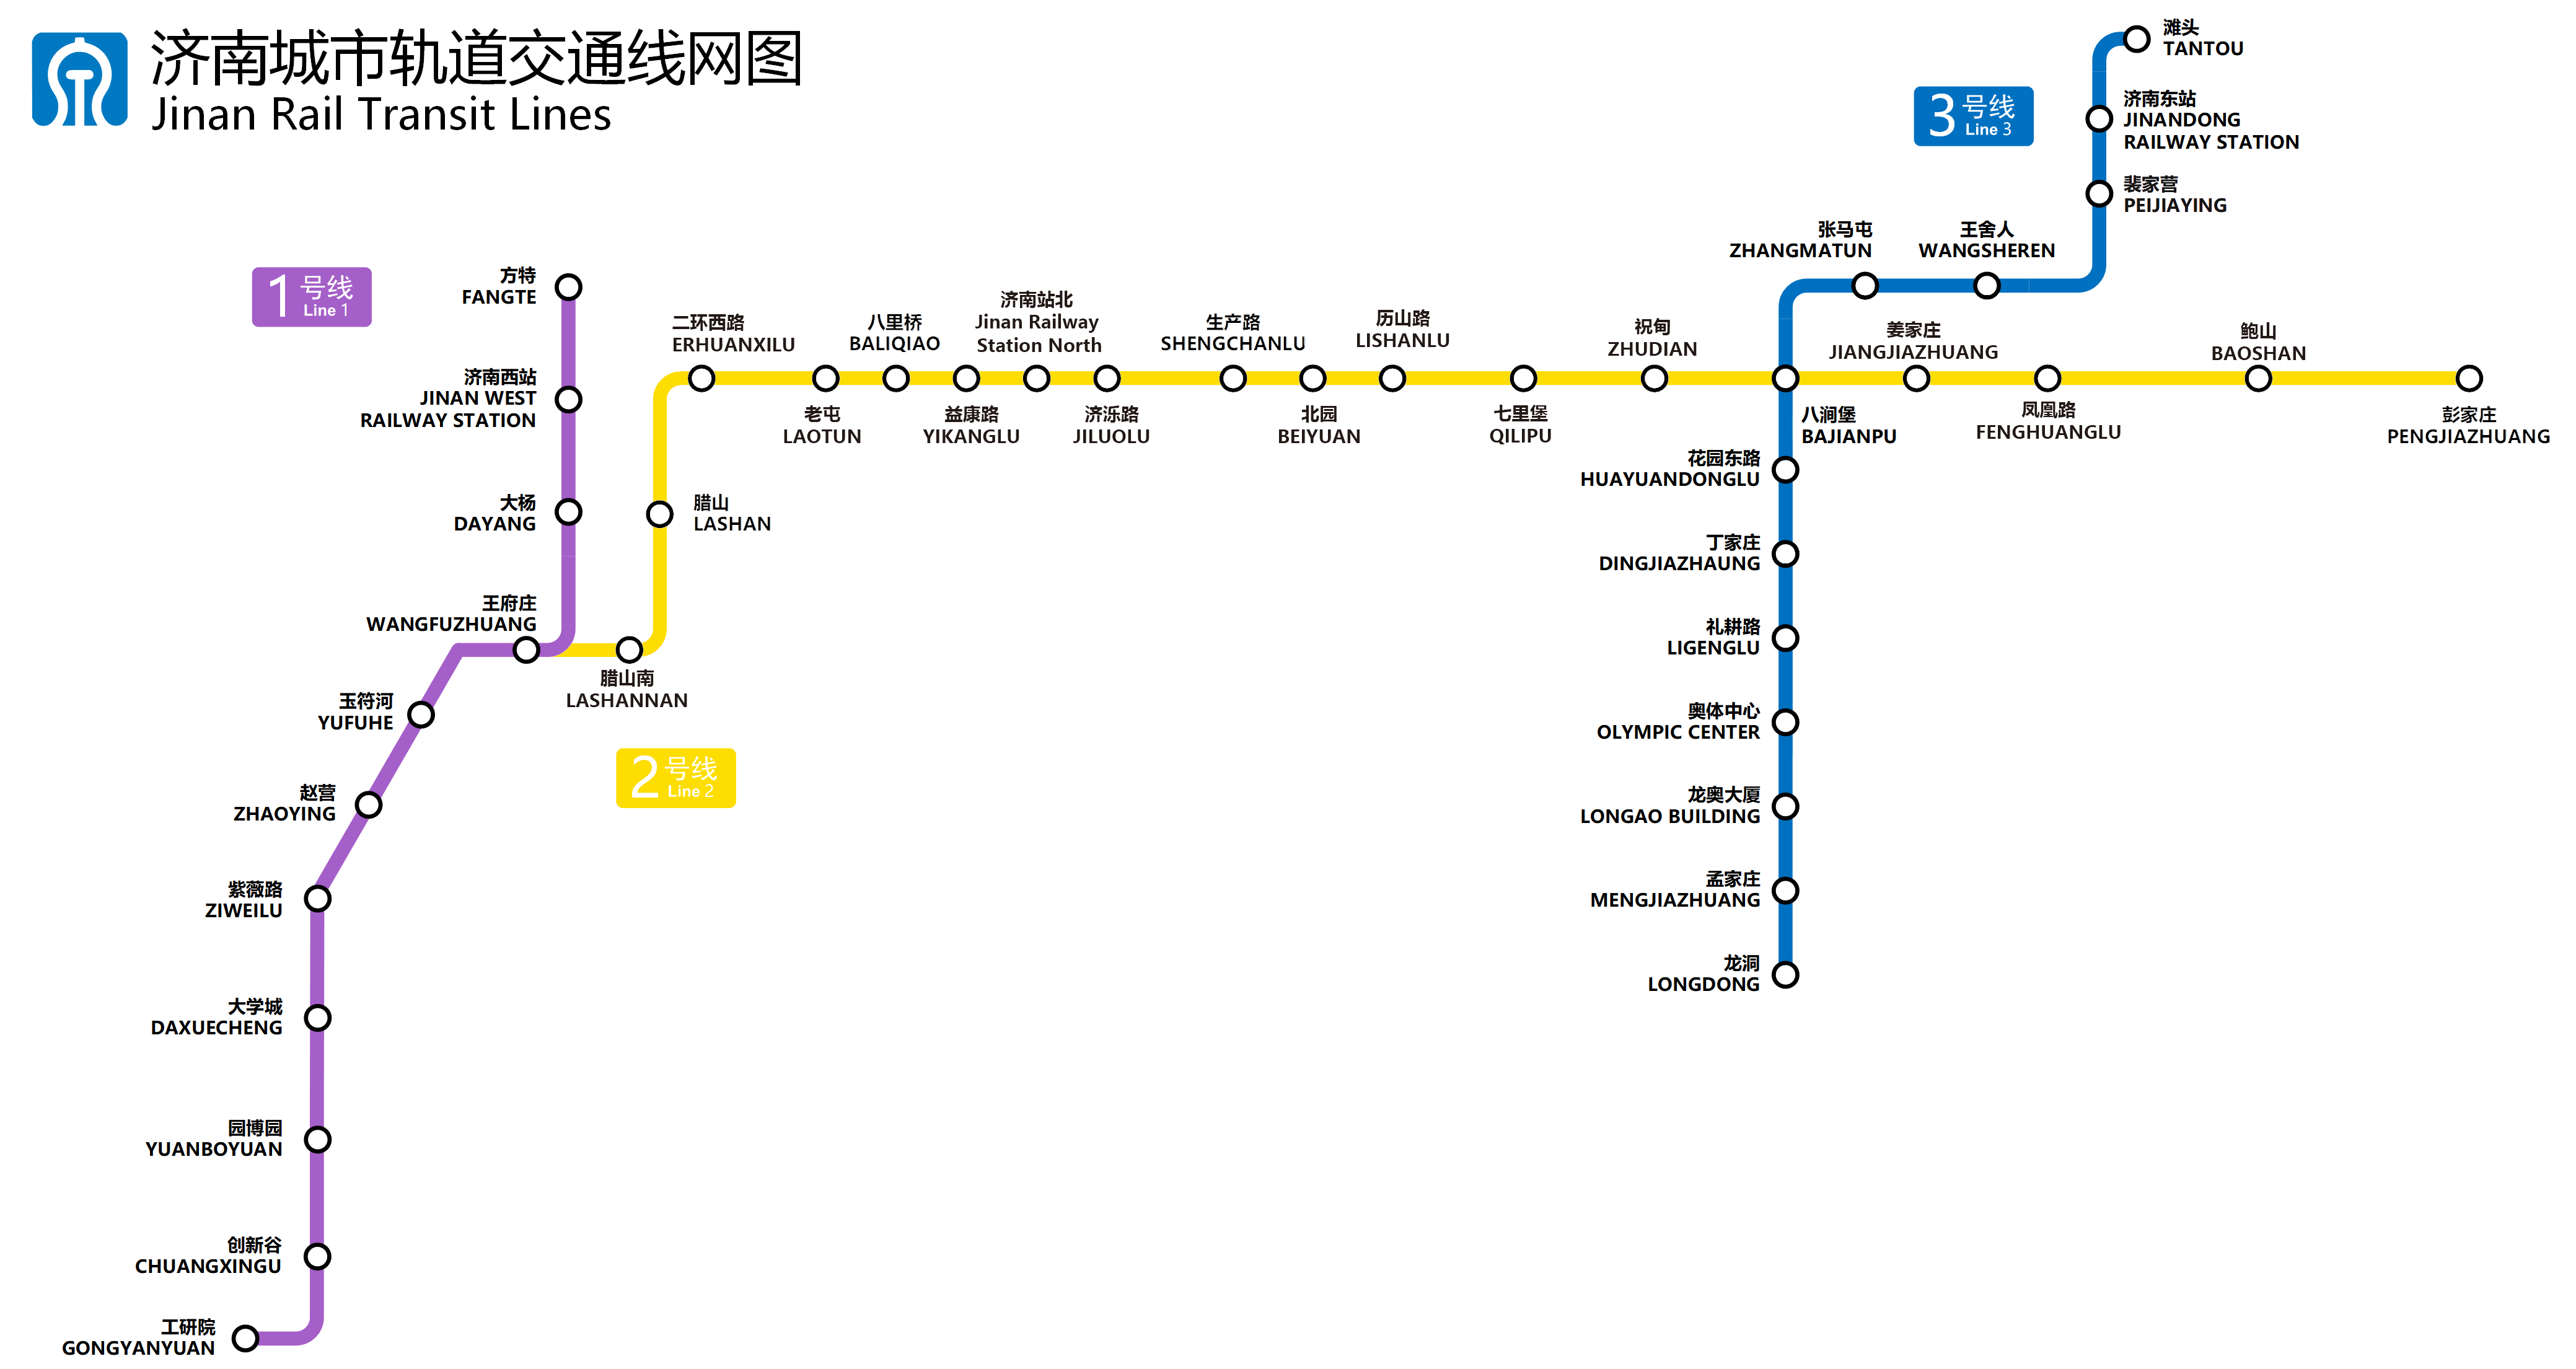 济南城市轨道交通线网图
Jinan Rail Transit Lines
滩头
TANTOU
3 号线
Line 3
济南东站
JINANDONG
RAILWAY STATION
裴家营
PEIJIAYING
张马屯
ZHANGMATUN
王舍人
WANGSHEREN
1 号线
Line 1
方特
FANGTE
济南西站
JINAN WEST
RAILWAY STATION
大杨
DAYANG
王府庄
WANGFUZHUANG
二环西路
ERHUANXILU
八里桥
BALIQIAO
济南站北
Jinan Railway
Station North
生产路
SHENGCHANLU
历山路
LISHANLU
祝甸
ZHUDIAN
姜家庄
JIANGJIAZHUANG
鲍山
BAOSHAN
老屯
LAOTUN
益康路
YIKANGLU
济泺路
JILUOLU
北园
BEIYUAN
七里堡
QILIPU
八涧堡
BAJIANPU
凤凰路
FENGHUANGLU
彭家庄
PENGJIAZHUANG
腊山
LASHAN
腊山南
LASHANNAN
2 号线
Line 2
花园东路
HUAYUANDONGLU
丁家庄
DINGJIAZHAUNG
礼耕路
LIGENGLU
奥体中心
OLYMPIC CENTER
龙奥大厦
LONGAO BUILDING
孟家庄
MENGJIAZHUANG
龙洞
LONGDONG
玉符河
YUFUHE
赵营
ZHAOYING
紫薇路
ZIWEILU
大学城
DAXUECHENG
园博园
YUANBOYUAN
创新谷
CHUANGXINGU
工研院
GONGYANYUAN